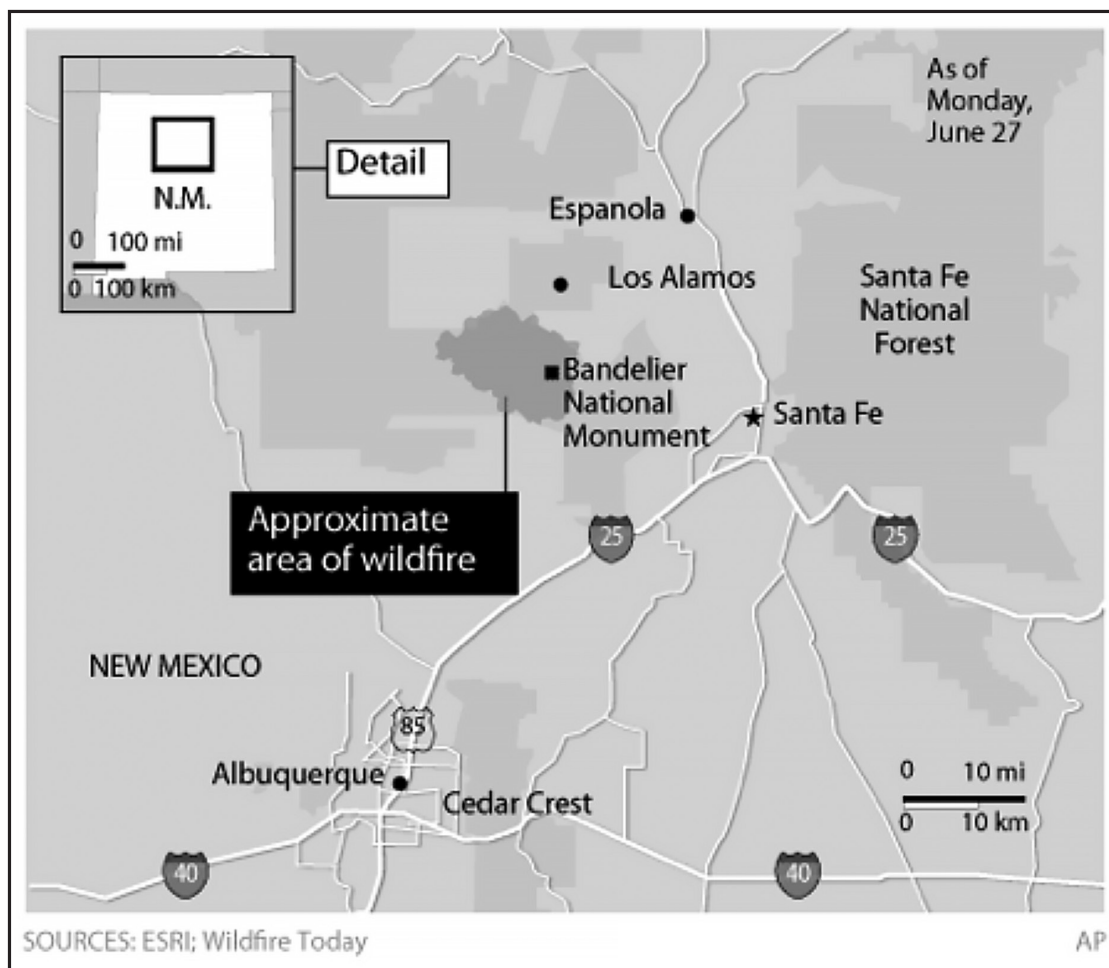 As of
Monday,
June 27
Detail
N.M.
0 100 mi
0 100 km
Espanola
Los Alamos
Santa Fe
National
Forest
Bandelier
National
Monument
Santa Fe
Approximate
area of wildfire
25
25
NEW MEXICO
85
Albuquerque
Cedar Crest
0 10 mi
0 10 km
40
40
SOURCES: ESRI; Wildfire Today
AP